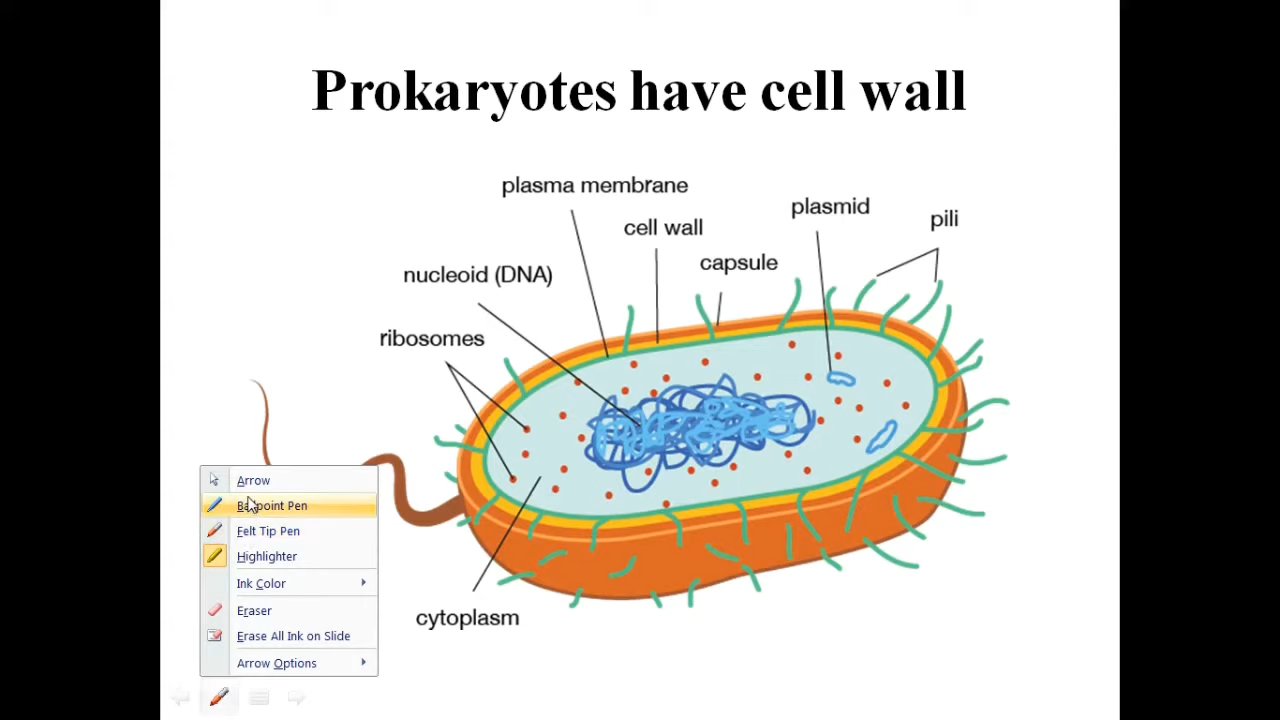 Prokaryotes have cell wall
plasma membrane
plasmid
pili
cell wall
capsule
nucleoid (DNA)
ribosomes
cytoplasm
Arrow
Ballpoint Pen
Felt Tip Pen
Highlighter
Ink Color
Eraser
Erase All Ink on Slide
Arrow Options